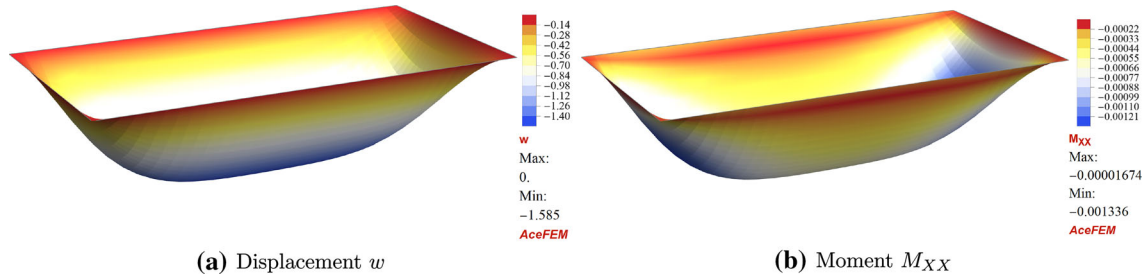 -0.14
-0.28
-0.42
-0.56
-0.70
-0.84
-0.98
-1.12
-1.26
-1.40
w
Max:
0.
Min:
-1.585
AceFEM
(a) Displacement w
-0.00022
-0.00033
-0.00044
-0.00055
-0.00066
-0.00077
-0.00088
-0.00099
-0.00110
-0.00121
M_XX
Max:
-0.00001674
Min:
-0.001336
AceFEM
(b) Moment M_XX